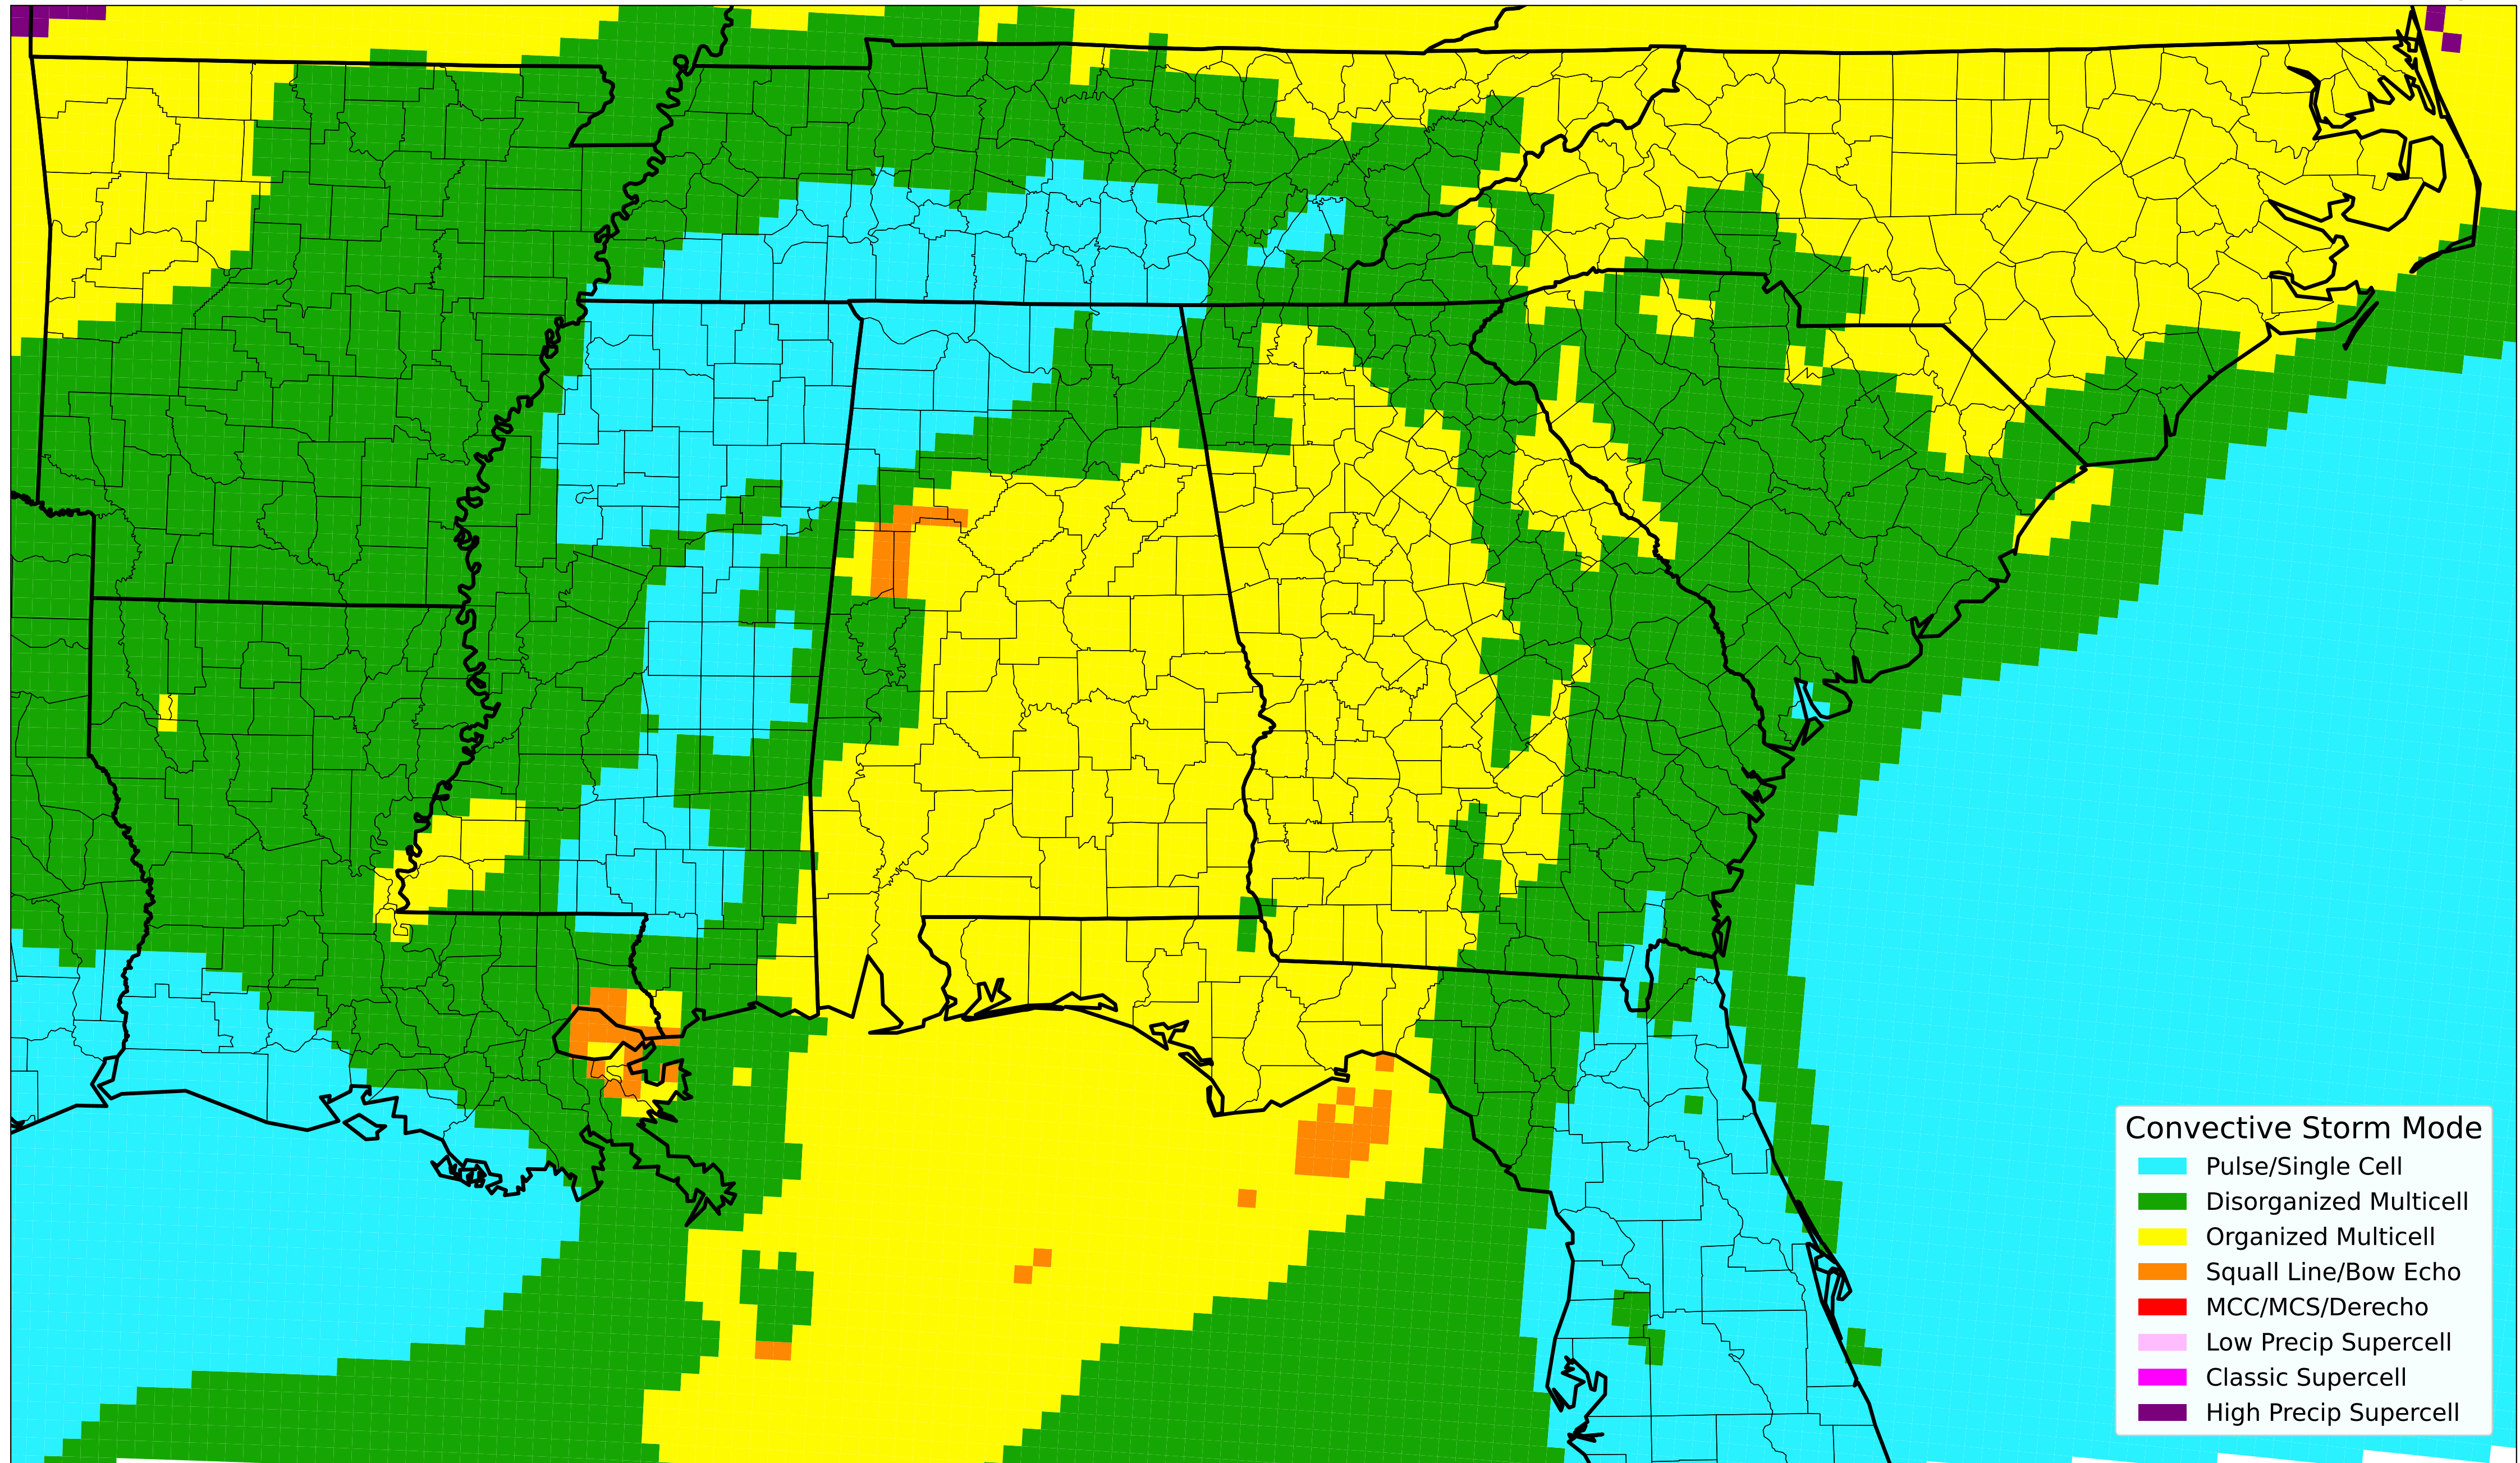 Convective Storm Mode
Pulse/Single Cell
Disorganized Multicell
Organized Multicell
Squall Line/Bow Echo
MCC/MCS/Derecho
Low Precip Supercell
Classic Supercell
High Precip Supercell